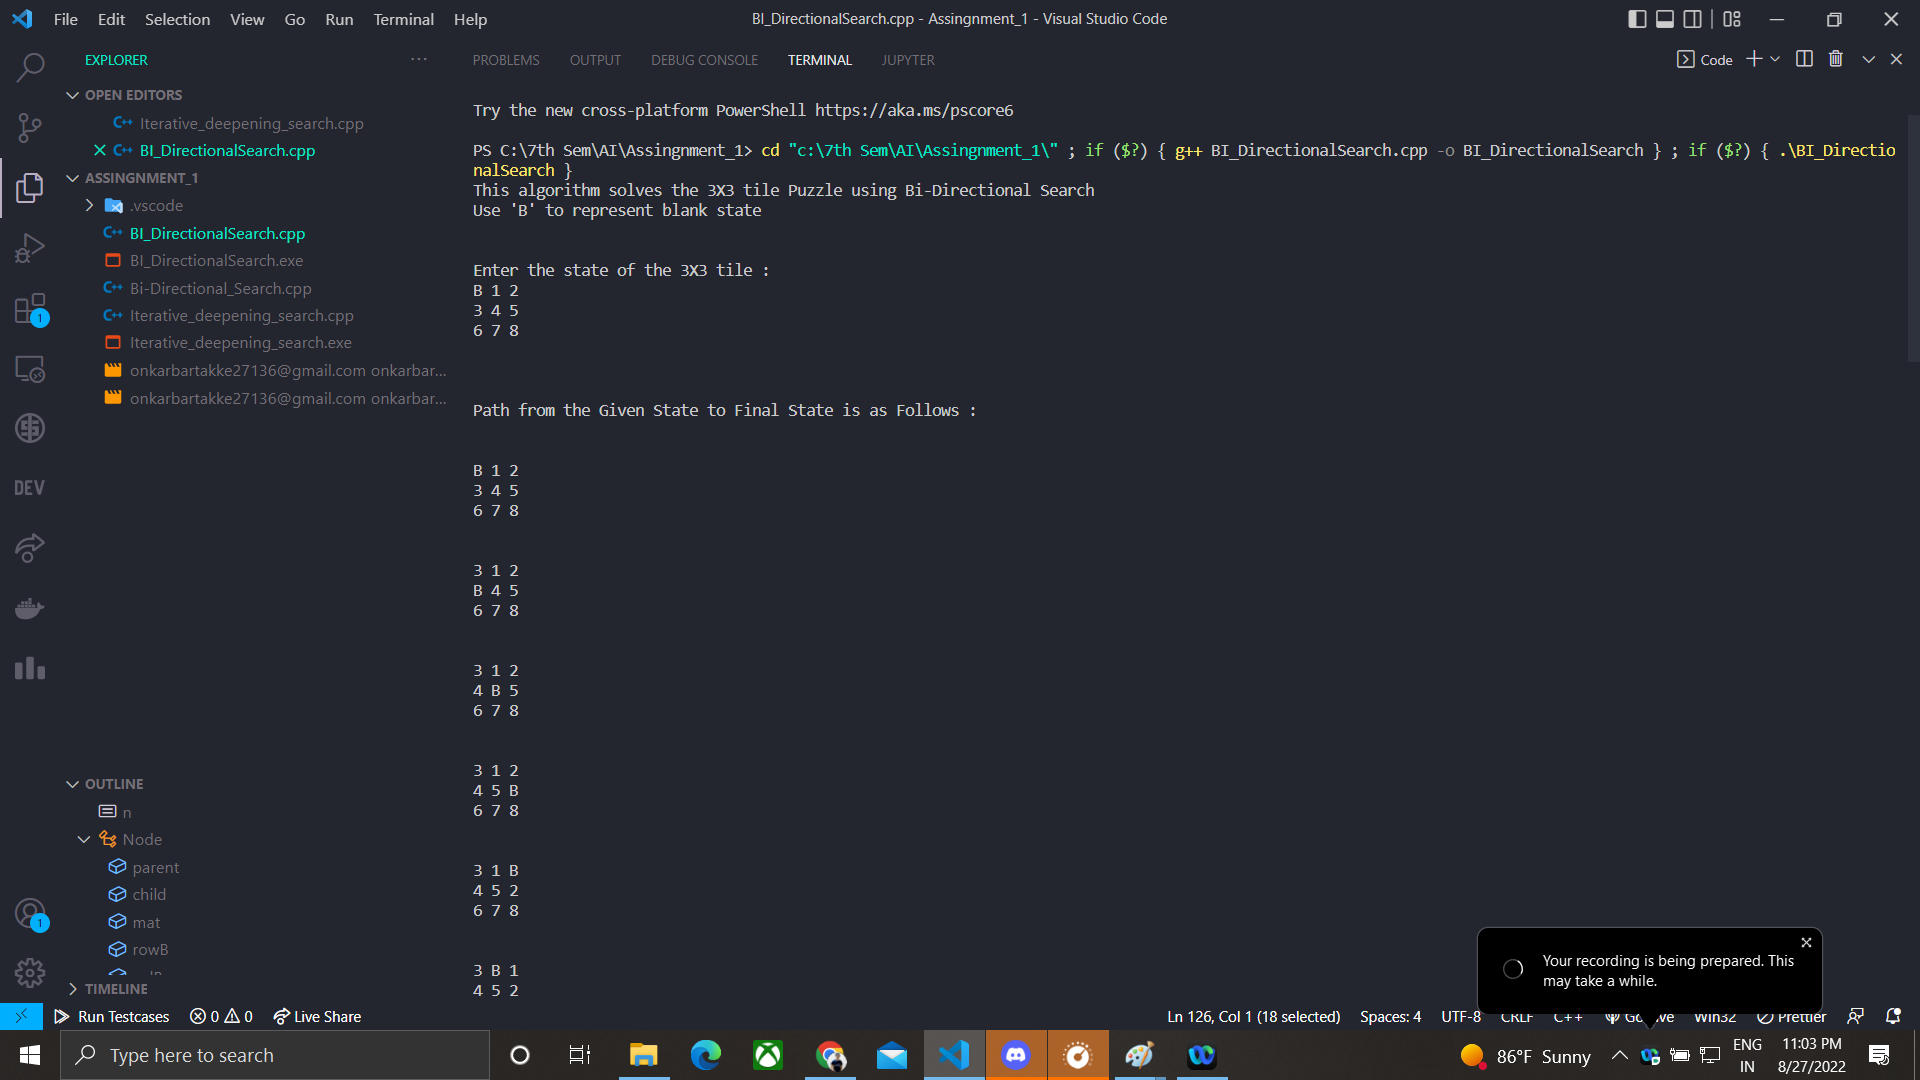 File Edit Selection View Go Run Terminal Help
BI_DirectionalSearch.cpp - Assingnment_1 - Visual Studio Code
EXPLORER
OPEN EDITORS
Iterative_deepening_search.cpp
BI_DirectionalSearch.cpp
ASSINGNMENT_1
.vscode
BI_DirectionalSearch.cpp
BI_DirectionalSearch.exe
Bi-Directional_Search.cpp
Iterative_deepening_search.cpp
Iterative_deepening_search.exe
onkarbartakke27136@gmail.com onkarbar...
onkarbartakke27136@gmail.com onkarbar...
DEV
1
1
OUTLINE
n
Node
parent
child
mat
rowB
TIMELINE
PROBLEMS OUTPUT DEBUG CONSOLE TERMINAL JUPYTER
Code
Try the new cross-platform PowerShell https://aka.ms/pscore6
PS C:\7th Sem\AI\Assingnment_1> cd "c:\7th Sem\AI\Assingnment_1\" ; if ($?) { g++ BI_DirectionalSearch.cpp -o BI_DirectionalSearch } ; if ($?) { .\BI_Directio
nalSearch }
This algorithm solves the 3X3 tile Puzzle using Bi-Directional Search
Use 'B' to represent blank state
Enter the state of the 3X3 tile :
B 1 2
3 4 5
6 7 8
Path from the Given State to Final State is as Follows :
B 1 2
3 4 5
6 7 8
3 1 2
B 4 5
6 7 8
3 1 2
4 B 5
6 7 8
3 1 2
4 5 B
6 7 8
3 1 B
4 5 2
6 7 8
3 B 1
4 5 2
Your recording is being prepared. This
may take a while.
Run Testcases 0 0 Live Share
Ln 126, Col 1 (18 selected) Spaces: 4 UTF-8 CRLF C++ Win32 Prettier
Type here to search
86°F Sunny
ENG
IN
11:03 PM
8/27/2022